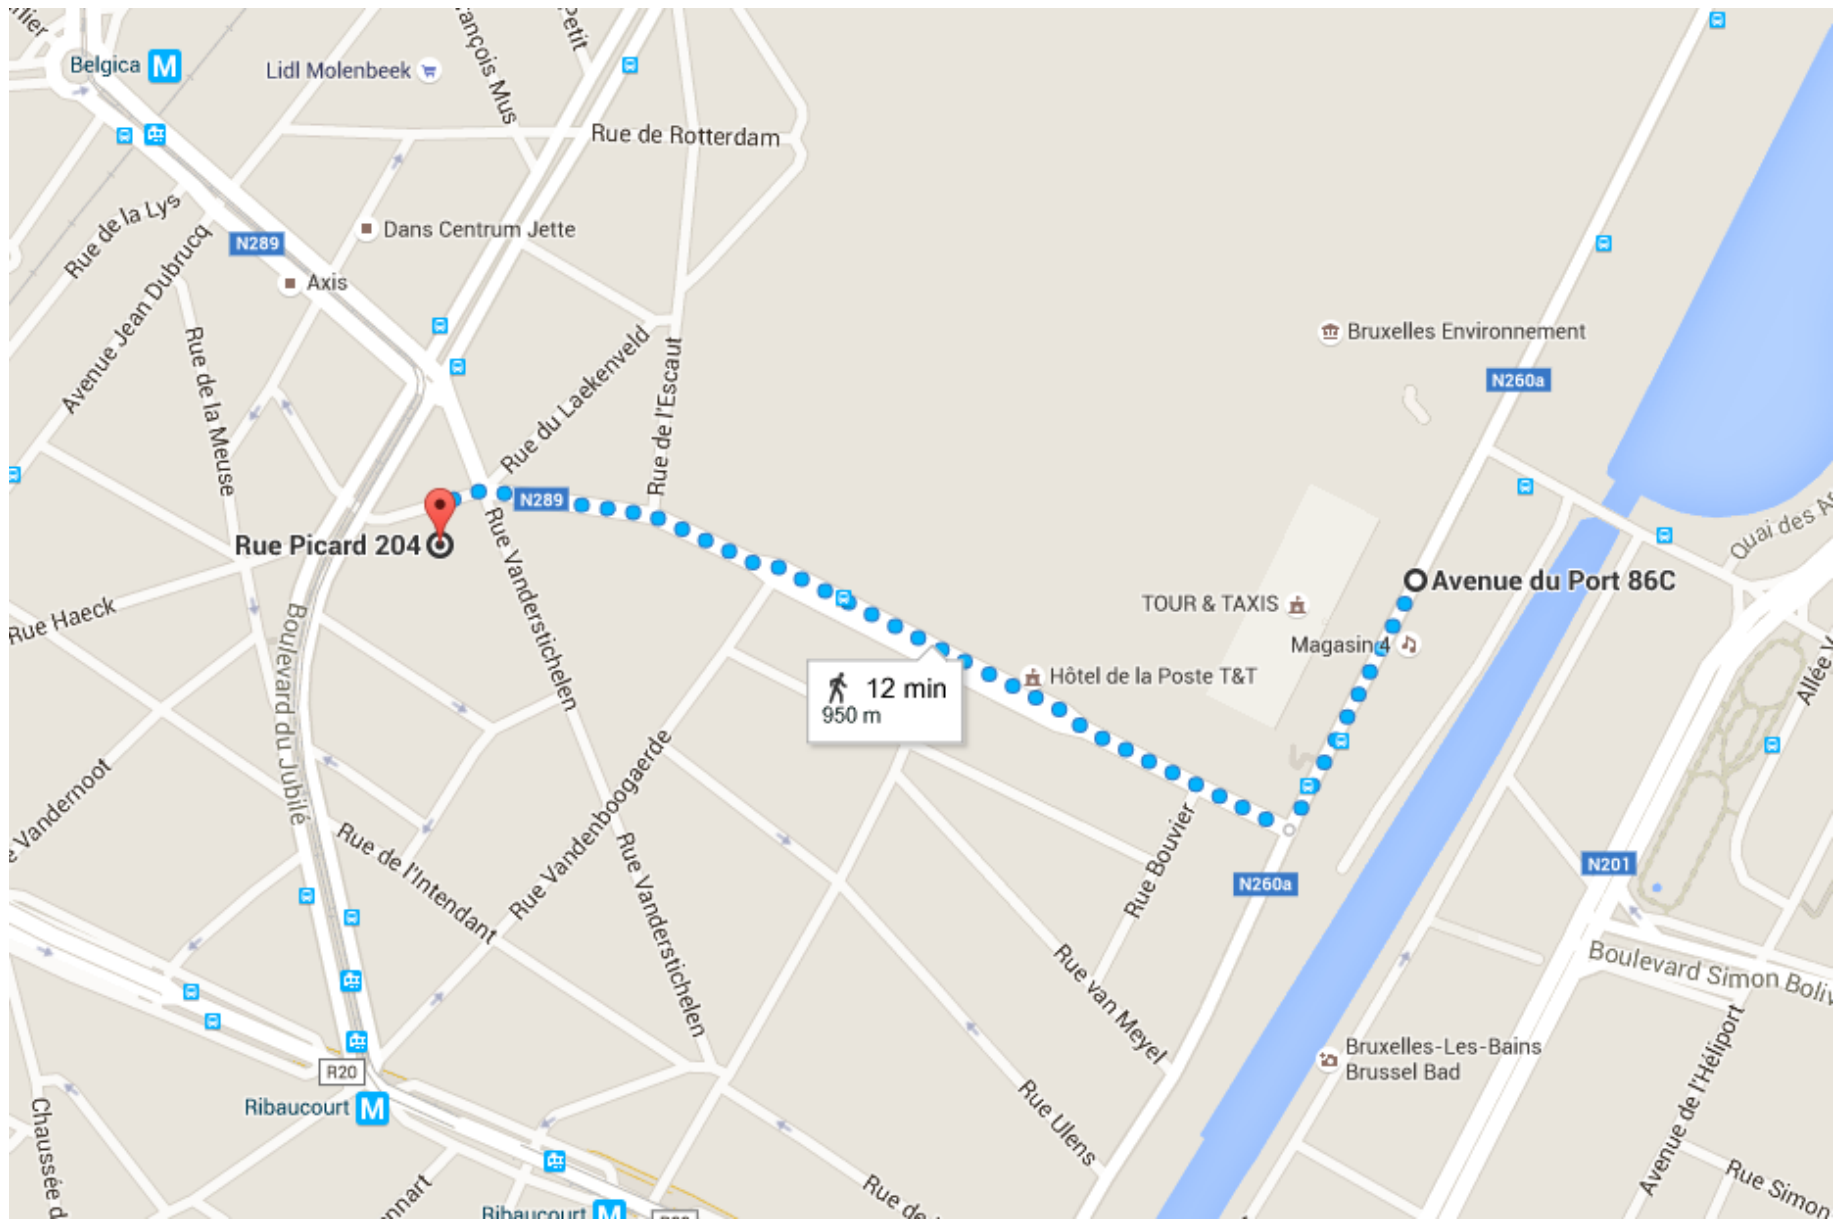 Belgica
M
Lidl Molenbeek
Petit
Rue de Rotterdam
Rue de la Lys
N289
Dans Centrum Jette
Axis
Avenue Jean Dubrucq
Rue de la Meuse
Rue du Laekenveld
Rue de l'Escaut
Bruxelles Environnement
N260a
N289
Quai des
Rue Picard 204
Rue Vanderstichelen
Avenue du Port 86C
TOUR & TAXIS
Magasin 4
Rue Haeck
Boulevard du Jubilé
Hôtel de la Poste T&T
12 min
950 m
Allée
Vandernoot
Rue Vandenboogaerde
Rue de l'Intendant
Rue Vanderstichelen
Rue Bouvier
N260a
N201
Boulevard Simon
Rue van Meyel
Bruxelles-Les-Bains
Brussel Bad
Avenue de l'Héliport
R20
Ribaucourt
M
Rue Ulens
Chaussée d
Rue Simon
Rue de
Ribaucourt
M